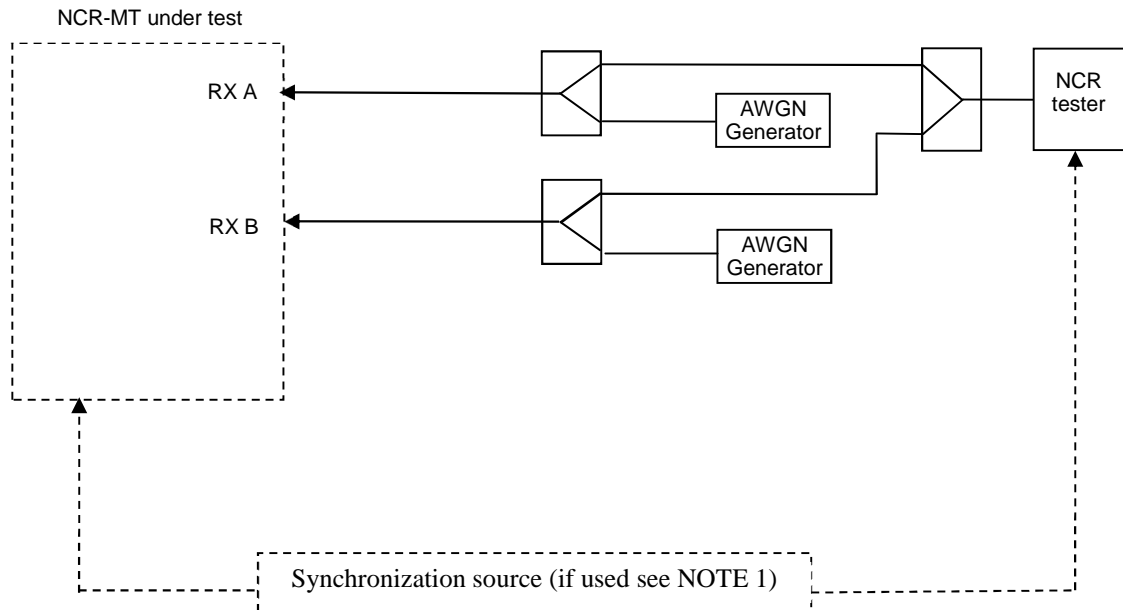 NCR-MT under test
RX A
AWGN
Generator
NCR
tester
RX B
AWGN
Generator
Synchronization source (if used see NOTE 1)